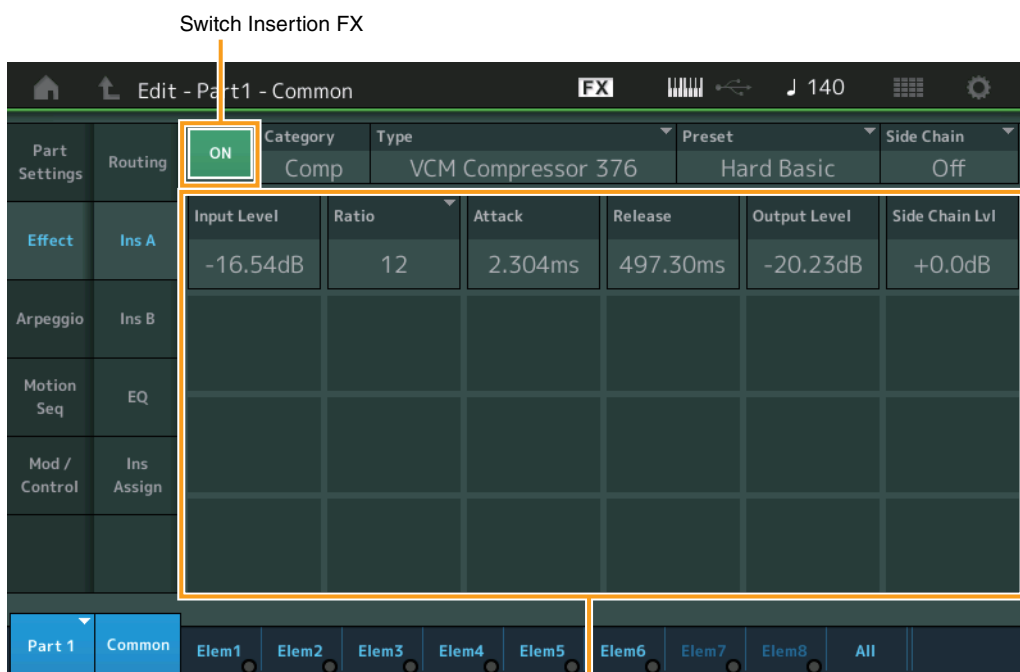 Switch Insertion FX
Edit - Part1 - Common
FX
140
Part
Settings
Routing
ON
Category
Comp
Type
VCM Compressor 376
Preset
Hard Basic
Side Chain
Off
Effect
Ins A
Input Level
-16.54dB
Ratio
12
Attack
2.304ms
Release
497.30ms
Output Level
-20.23dB
Side Chain Lvl
+0.0dB
Arpeggio
Ins B
Motion
Seq
EQ
Mod /
Control
Ins
Assign
Part 1
Common
Elem1
Elem2
Elem3
Elem4
Elem5
Elem6
Elem7
Elem8
All